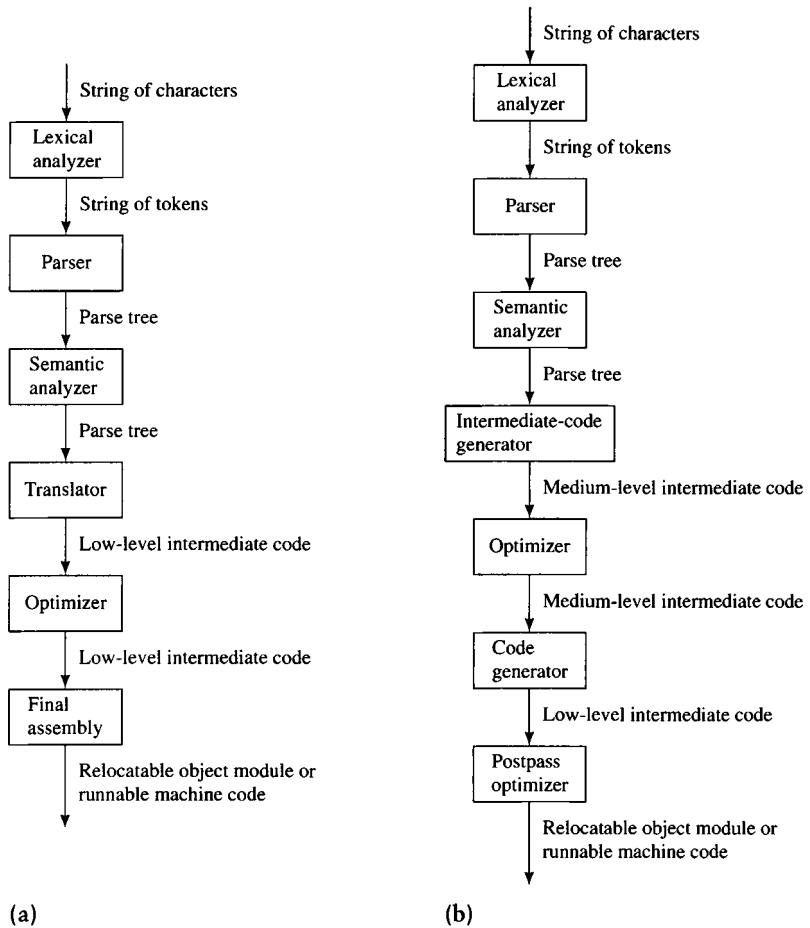 String of characters
Lexical
analyzer
String of tokens
Parser
Parse tree
Semantic
analyzer
Parse tree
Translator
Low-level intermediate code
Optimizer
Low-level intermediate code
Final
assembly
Relocatable object module or
runnable machine code
(a)
String of characters
Lexical
analyzer
String of tokens
Parser
Parse tree
Semantic
analyzer
Parse tree
Intermediate-code
generator
Medium-level intermediate code
Optimizer
Medium-level intermediate code
Code
generator
Low-level intermediate code
Postpass
optimizer
Relocatable object module or
runnable machine code
(b)